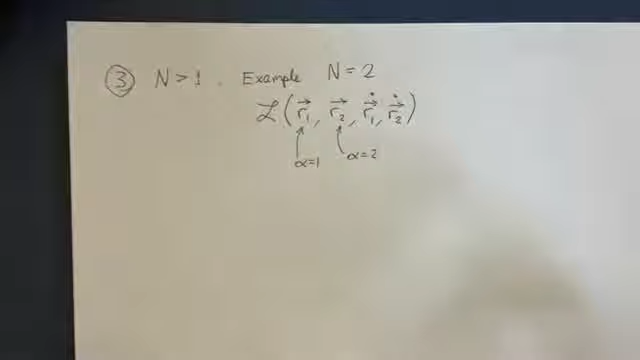 ③ N > 1 . Example N = 2
ℒ(r⃗₁, r⃗₂, ṙ⃗₁, ṙ⃗₂)
α=1 α=2